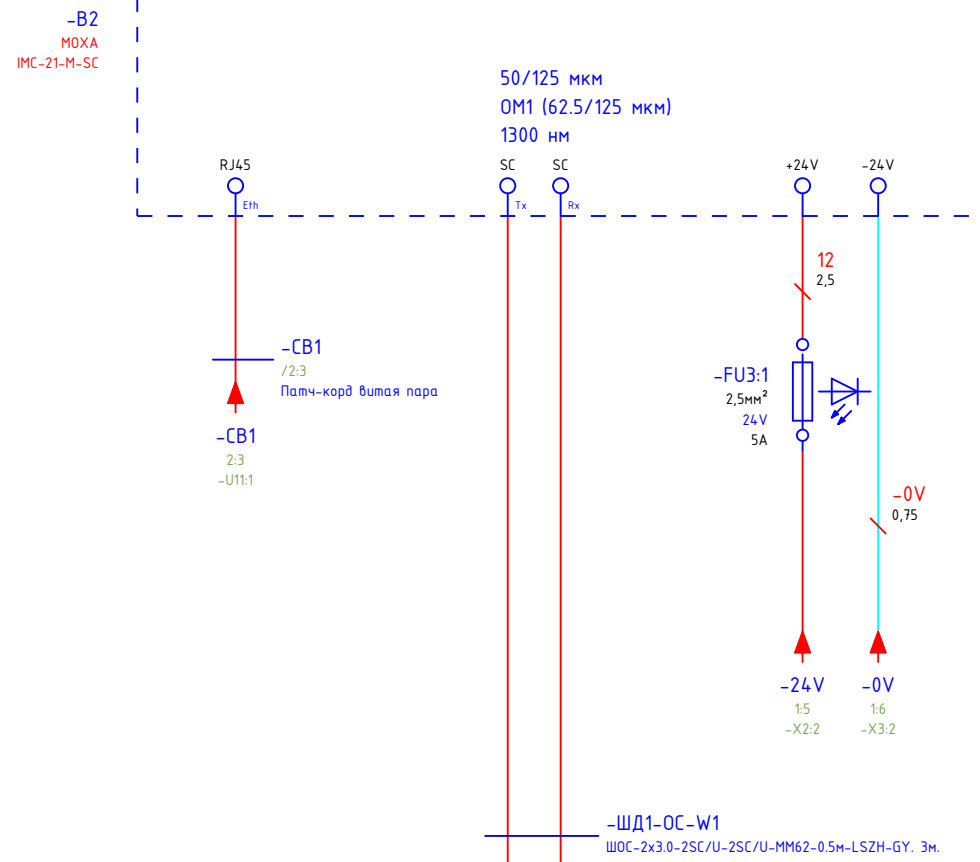 -B2
MOXA
IMC-21-M-SC
50/125 мкм
OM1 (62.5/125 мкм)
1300 нм
RJ45
SC
SC
+24V
-24V
Eth
Tx
Rx
12
2,5
-CB1
/2:3
Патч-корд витая пара
-FU3:1
2,5мм²
24V
5A
-CB1
2:3
-U11:1
-0V
0,75
-24V
-0V
1:5
1:6
-X2:2
-X3:2
-ШД1-ОС-W1
ШОС-2х3.0-2SC/U-2SC/U-MM62-0.5м-LSZH-GY. 3м.